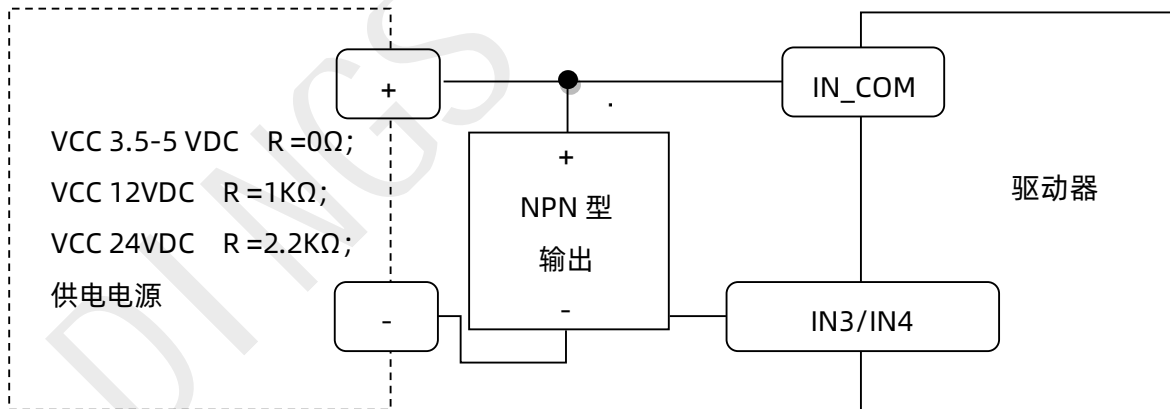 +
IN_COM
VCC 3.5-5 VDC R =0Ω；
VCC 12VDC R =1KΩ；
VCC 24VDC R =2.2KΩ；
供电电源
+
NPN 型
输出
-
驱动器
-
IN3/IN4
DINGS